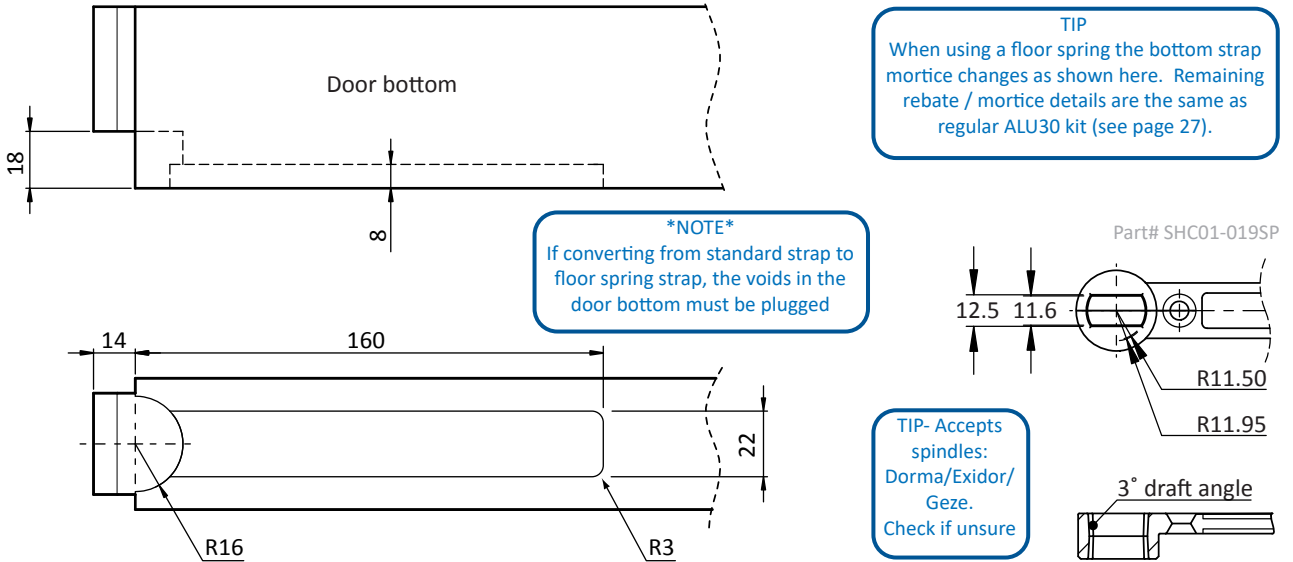 Door bottom
18
8
TIP
When using a floor spring the bottom strap
mortice changes as shown here.  Remaining
rebate / mortice details are the same as
regular ALU30 kit (see page 27).
*NOTE*
If converting from standard strap to
floor spring strap, the voids in the
door bottom must be plugged
Part# SHC01-019SP
12.5 11.6
R11.50
R11.95
14 160
22
R16
R3
TIP- Accepts
spindles:
Dorma/Exidor/
Geze.
Check if unsure
3˚ draft angle